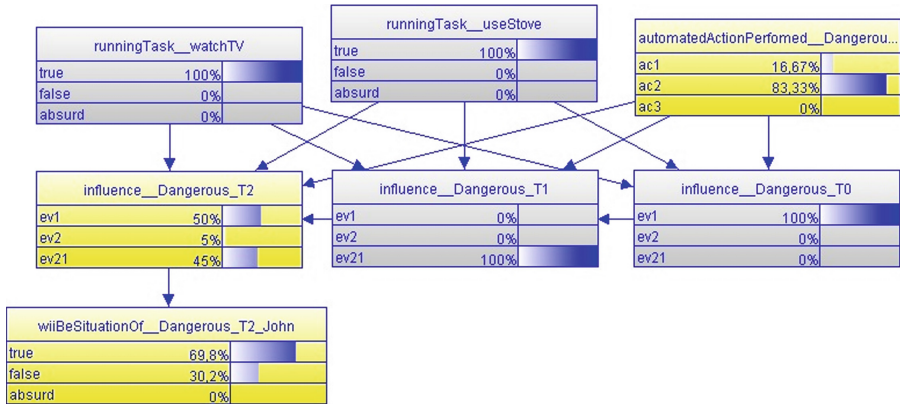 runningTask__watchTV
true 100%
false 0%
absurd 0%
runningTask__useStove
true 100%
false 0%
absurd 0%
automatedActionPerfomed__Dangerou...
ac1 16,67%
ac2 83,33%
ac3 0%
influence__Dangerous_T2
ev1 50%
ev2 5%
ev21 45%
influence__Dangerous_T1
ev1 0%
ev2 0%
ev21 100%
influence__Dangerous_T0
ev1 100%
ev2 0%
ev21 0%
wiiBeSituationOf__Dangerous_T2_John
true 69,8%
false 30,2%
absurd 0%